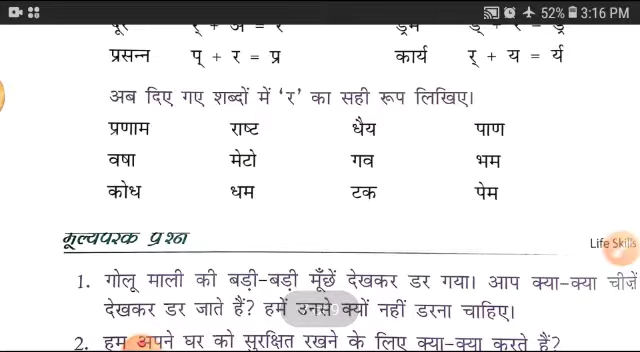 52% 3:16 PM
प्रसन्न प् + र = प्र कार्य र् + य = र्य
अब दिए गए शब्दों में ‘र’ का सही रूप लिखिए।
प्रणाम राष्ट धैय पाण
वषा मेटो गव भम
कोध धम टक पेम
मूल्यपरक प्रश्न
Life Skills
1. गोलू माली की बड़ी-बड़ी मूँछें देखकर डर गया। आप क्या-क्या चीज़ें
देखकर डर जाते हैं? हमें उनसे क्यों नहीं डरना चाहिए।
2. हम अपने घर को सुरक्षित रखने के लिए क्या-क्या करते हैं?